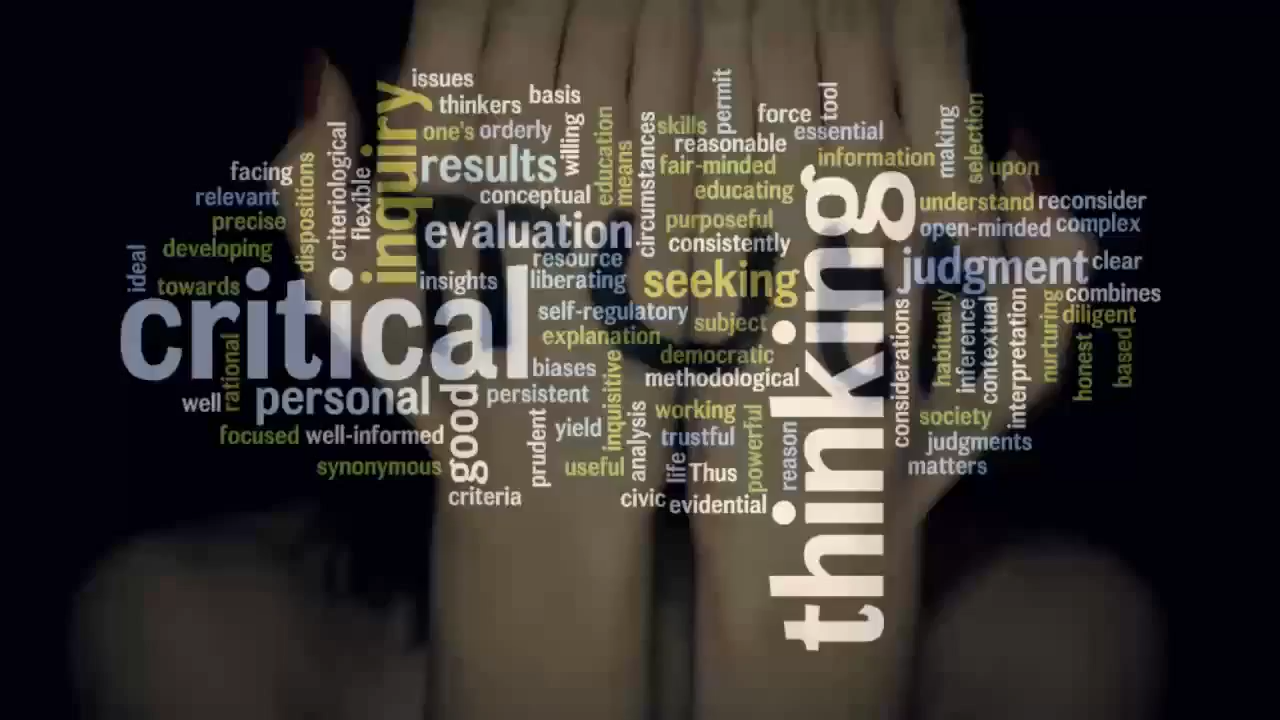 issues
thinkers
basis
one's
orderly
willing
inquiry
results
conceptual
evaluation
resource
insights
liberating
education
means
circumstances
skills
permit
reasonable
fair-minded
educating
purposeful
consistently
seeking
force
tool
essential
information
making
selection
upon
understand
reconsider
open-minded
complex
judgment
clear
combines
diligent
facing
relevant
precise
developing
dispositions
criteriological
flexible
ideal
towards
critical
rational
well
personal
focused
well-informed
synonymous
good
criteria
self-regulatory
explanation
subject
biases
persistent
inquisitive
democratic
methodological
prudent
yield
useful
analysis
working
trustful
life
Thus
powerful
civic
evidential
reason
thinking
considerations
habitually
inference
contextual
interpretation
nurturing
honest
based
society
judgments
matters